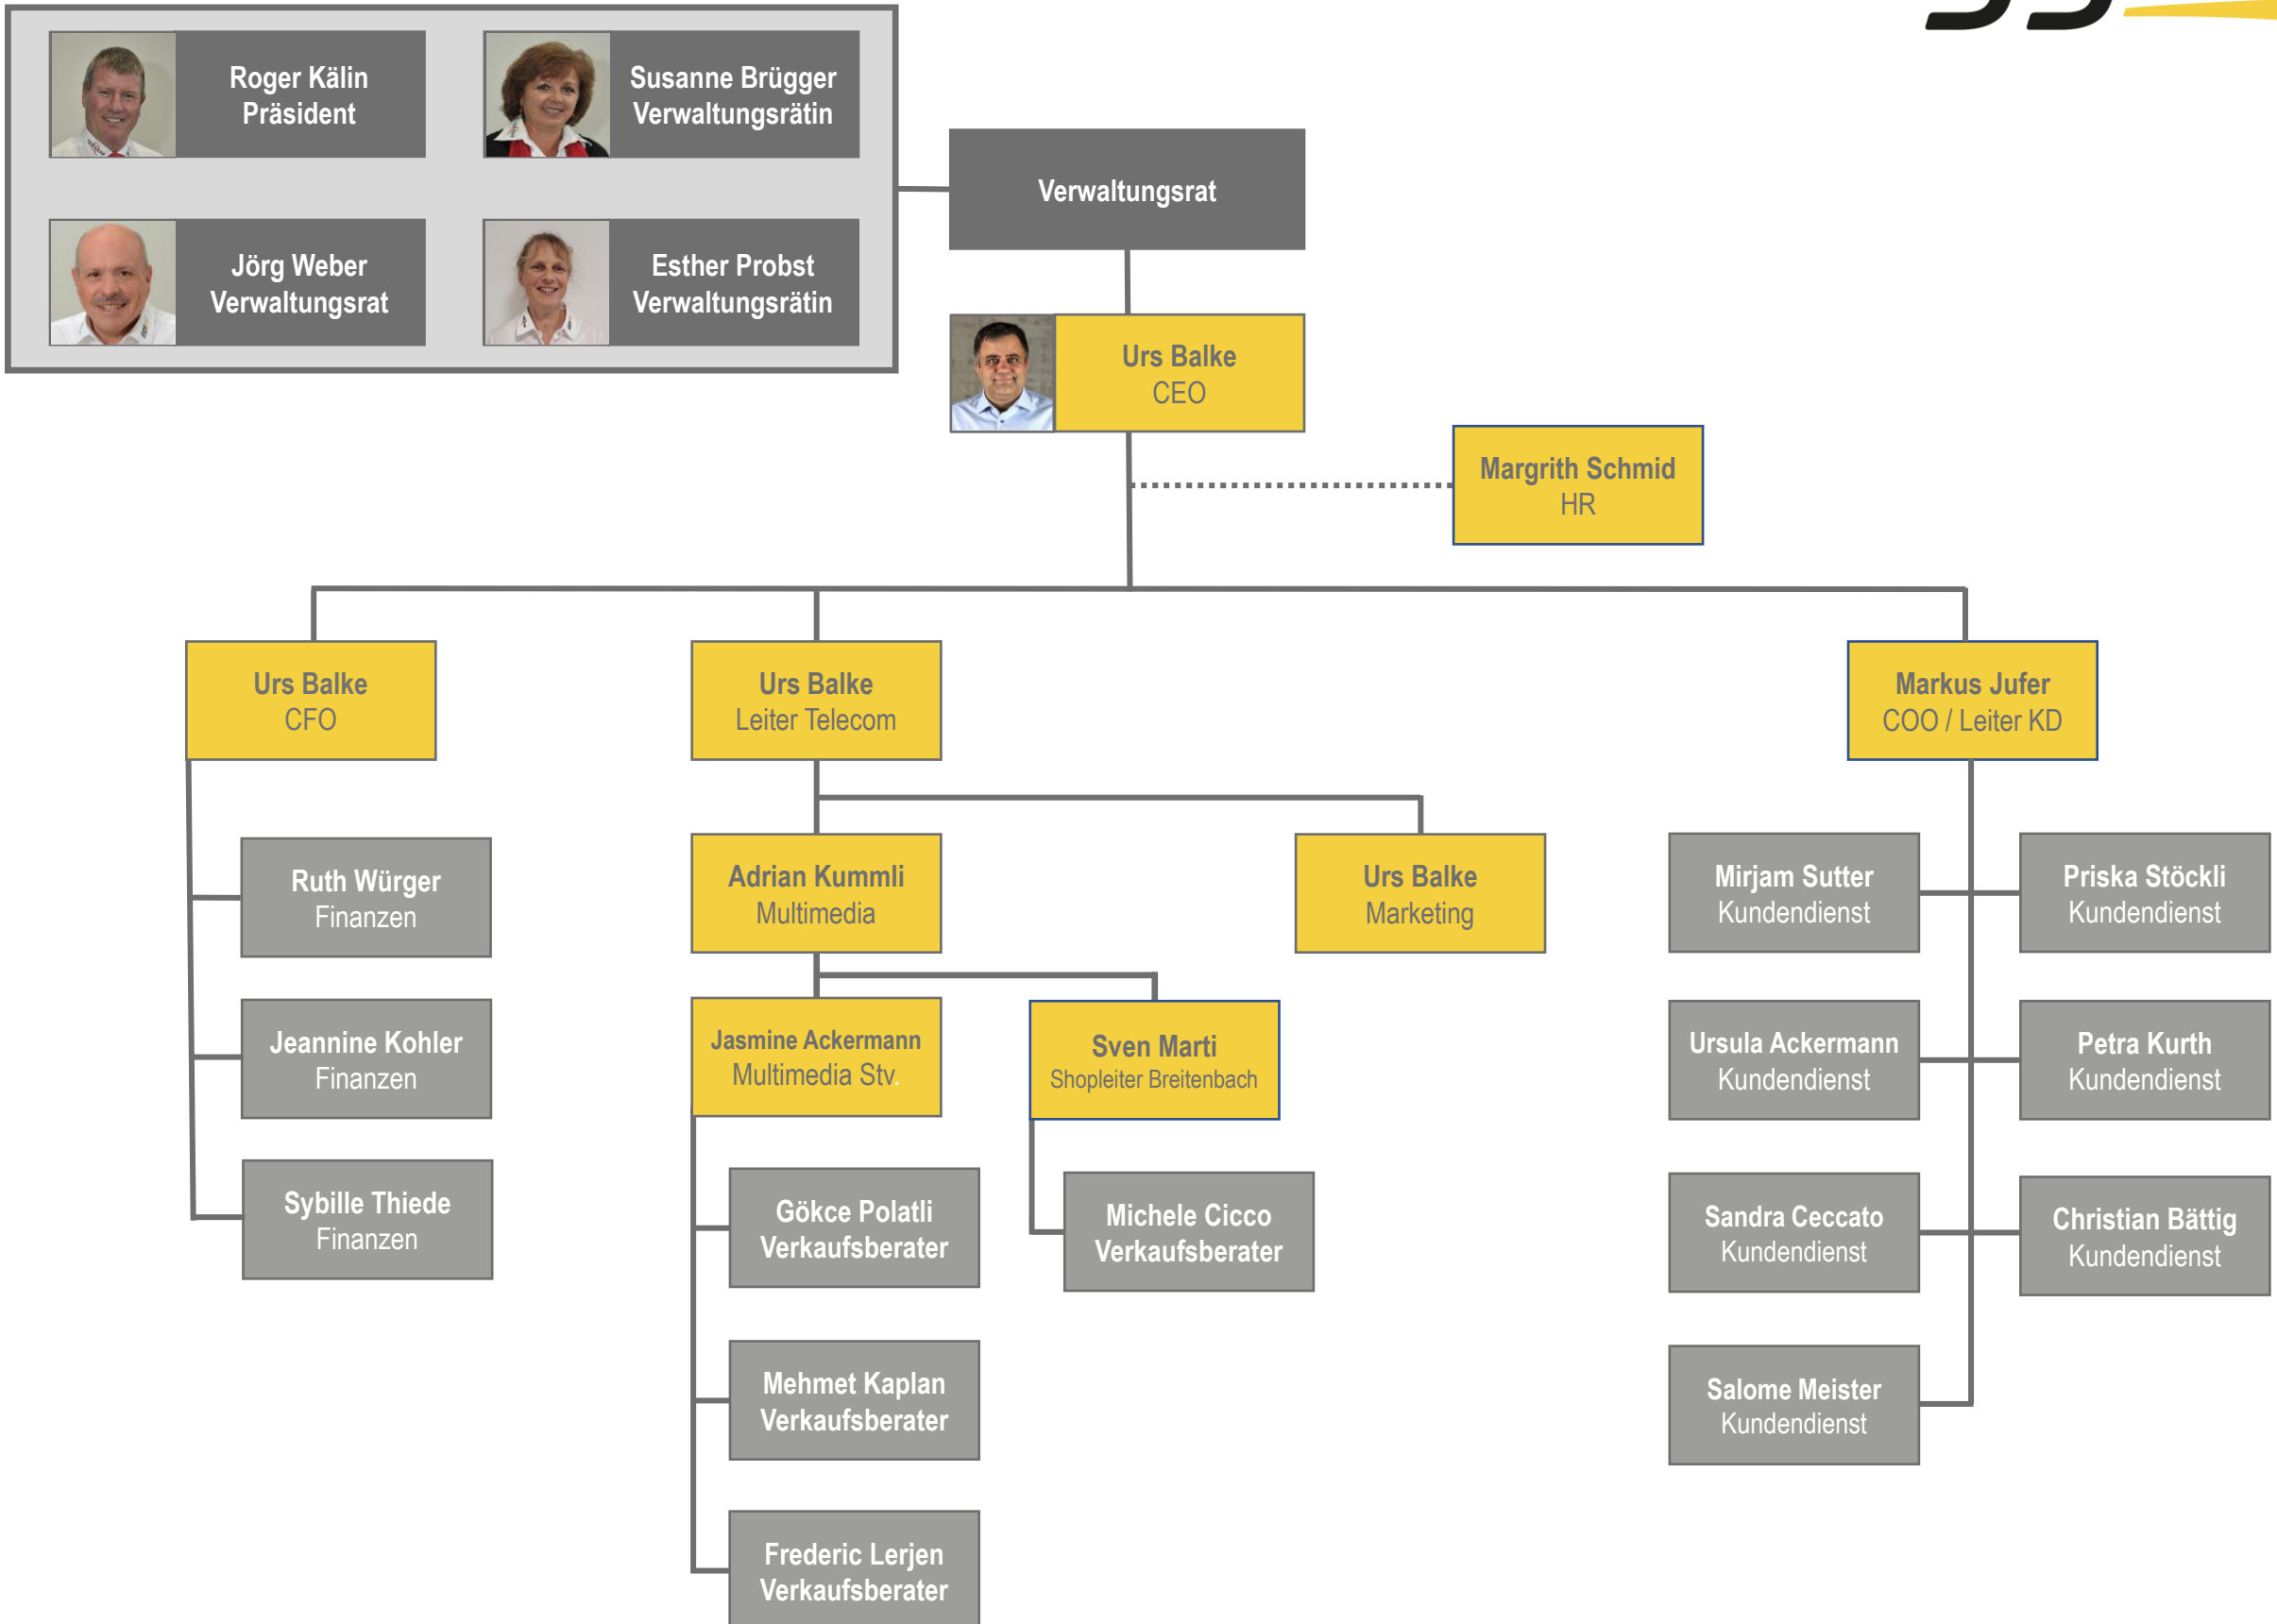 Roger Kälin
Präsident
Susanne Brügger
Verwaltungsrätin
Jörg Weber
Verwaltungsrat
Esther Probst
Verwaltungsrätin
Verwaltungsrat
Urs Balke
CEO
Margrith Schmid
HR
Urs Balke
CFO
Urs Balke
Leiter Telecom
Markus Jufer
COO / Leiter KD
Ruth Würger
Finanzen
Jeannine Kohler
Finanzen
Sybille Thiede
Finanzen
Adrian Kummli
Multimedia
Urs Balke
Marketing
Jasmine Ackermann
Multimedia Stv.
Sven Marti
Shopleiter Breitenbach
Gökce Polatli
Verkaufsberater
Michele Cicco
Verkaufsberater
Mehmet Kaplan
Verkaufsberater
Frederic Lerjen
Verkaufsberater
Mirjam Sutter
Kundendienst
Priska Stöckli
Kundendienst
Ursula Ackermann
Kundendienst
Petra Kurth
Kundendienst
Sandra Ceccato
Kundendienst
Christian Bättig
Kundendienst
Salome Meister
Kundendienst